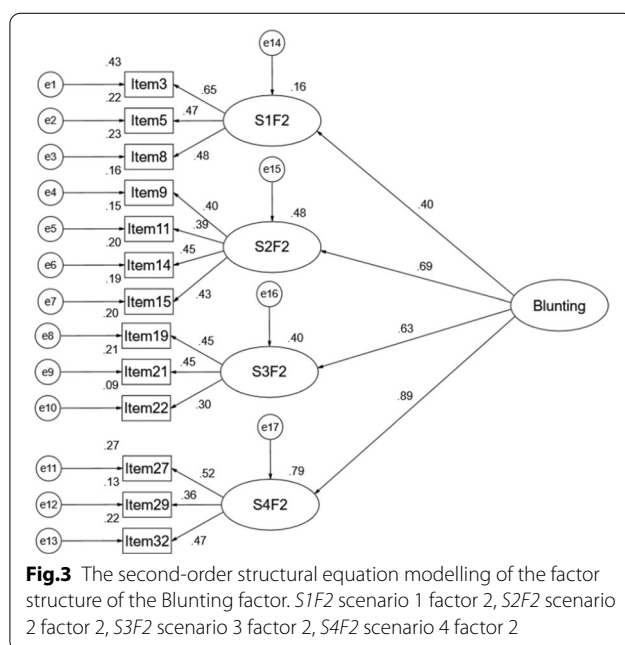 e14
.43
.16
e1
Item3
.65
.22
S1F2
e2
Item5
.47
.23
e3
Item8
.48
.16
e15
e4
Item9
.40
.48
.15
.40
e5
Item11
.39
.20
S2F2
e6
Item14
.45
.69
.19
e7
Item15
.43
e16
Blunting
.20
e8
Item19
.45
.40
.63
.21
e9
Item21
.45
S3F2
.09
e10
Item22
.30
.89
e17
.27
e11
Item27
.52
.79
.13
e12
Item29
.36
S4F2
.22
e13
Item32
.47
Fig.3 The second-order structural equation modelling of the factor
structure of the Blunting factor. S1F2 scenario 1 factor 2, S2F2 scenario
2 factor 2, S3F2 scenario 3 factor 2, S4F2 scenario 4 factor 2